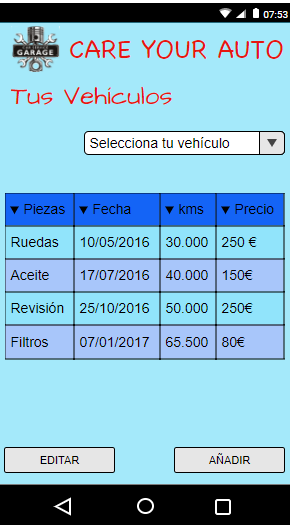 07:53
GARAGE
CARE YOUR AUTO
Tus Vehículos
Selecciona tu vehículo
Piezas Fecha kms Precio
Ruedas 10/05/2016 30.000 250 €
Aceite 17/07/2016 40.000 150€
Revisión 25/10/2016 50.000 250€
Filtros 07/01/2017 65.500 80€
EDITAR AÑADIR